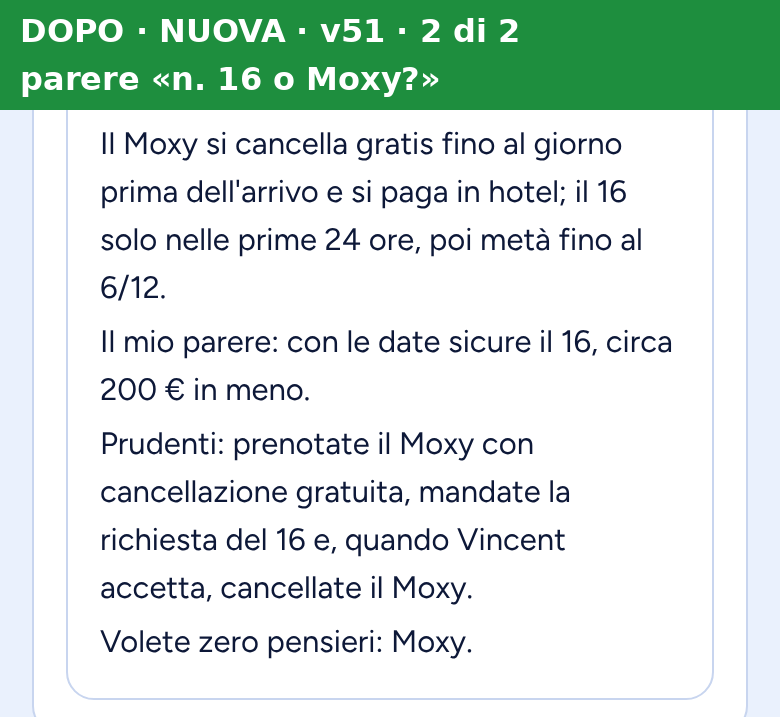 DOPO · NUOVA · v51 · 2 di 2
parere «n. 16 o Moxy?»
Il Moxy si cancella gratis fino al giorno
prima dell'arrivo e si paga in hotel; il 16
solo nelle prime 24 ore, poi metà fino al
6/12.
Il mio parere: con le date sicure il 16, circa
200 € in meno.
Prudenti: prenotate il Moxy con
cancellazione gratuita, mandate la
richiesta del 16 e, quando Vincent
accetta, cancellate il Moxy.
Volete zero pensieri: Moxy.